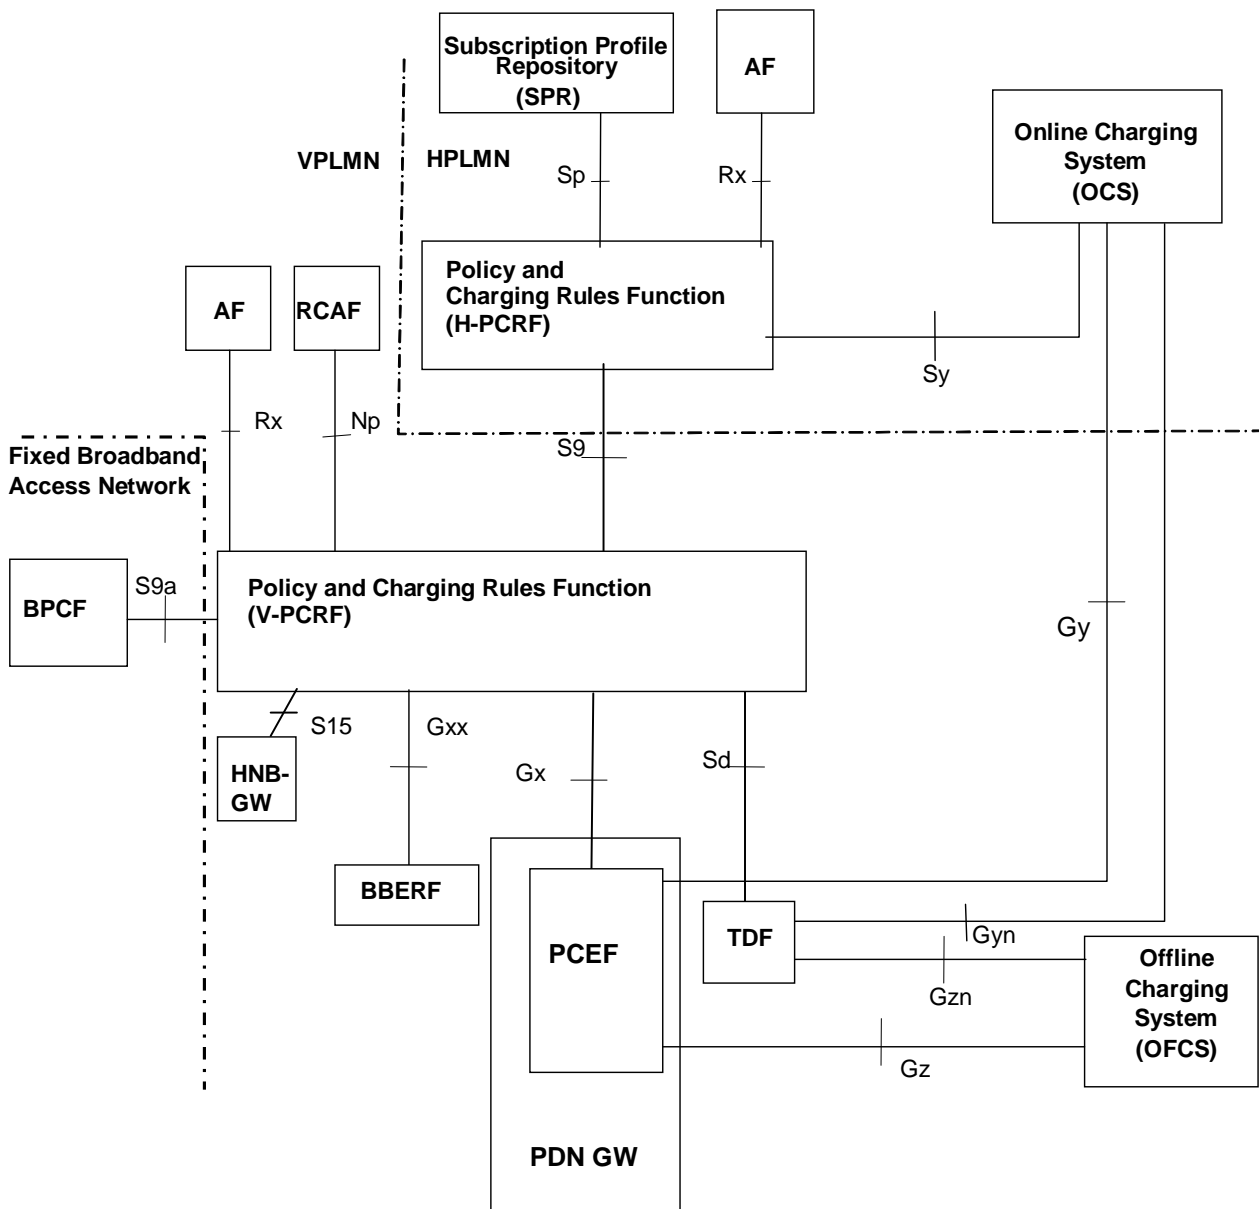 Subscription Profile
Repository
(SPR)
AF
Online Charging
System
(OCS)
VPLMN
HPLMN
Sp
Rx
Policy and
Charging Rules Function
(H-PCRF)
AF
RCAF
Sy
Rx
Np
S9
Fixed Broadband
Access Network
BPCF
S9a
Policy and Charging Rules Function
(V-PCRF)
Gy
S15
Gxx
Gx
Sd
HNB-
GW
BBERF
PCEF
TDF
Gyn
Gzn
Gz
Offline
Charging
System
(OFCS)
PDN GW